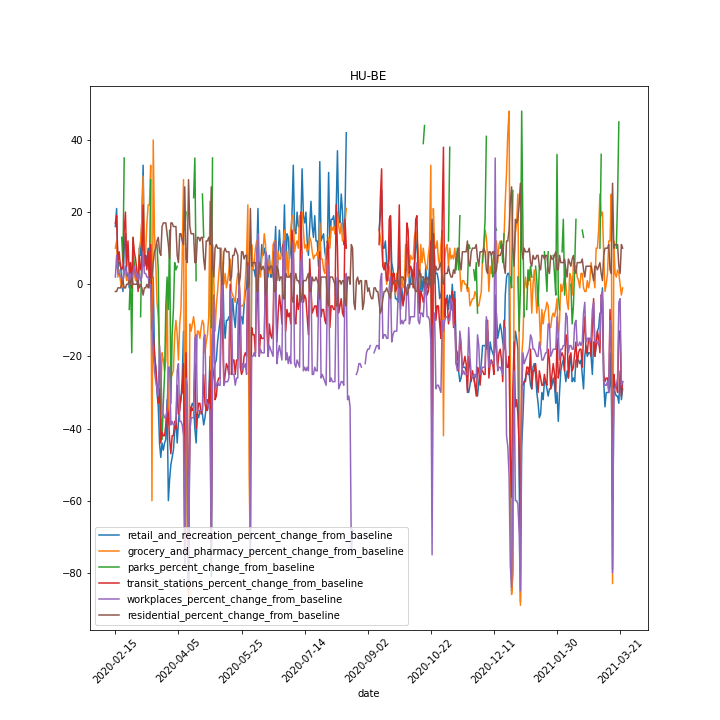 HU-BE
40
20
0
−20
−40
−60
−80
retail_and_recreation_percent_change_from_baseline
grocery_and_pharmacy_percent_change_from_baseline
parks_percent_change_from_baseline
transit_stations_percent_change_from_baseline
workplaces_percent_change_from_baseline
residential_percent_change_from_baseline
2020-02-15 2020-04-05 2020-05-25 2020-07-14 2020-09-02 2020-10-22 2020-12-11 2021-01-30 2021-03-21
date